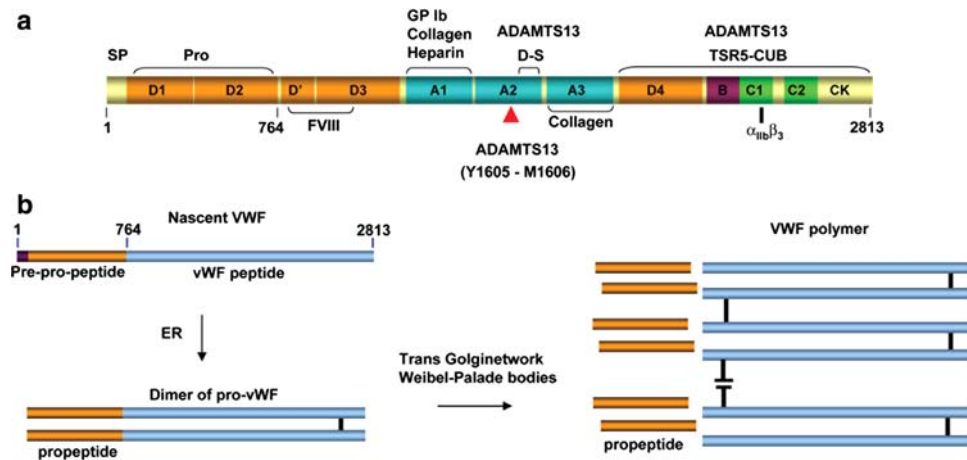 a
GP Ib
Collagen
Heparin
ADAMTS13
D-S
ADAMTS13
TSR5-CUB
SP
Pro
D1 D2 D' D3 A1 A2 A3 D4 B C1 C2 CK
1
764
FVIII
Collagen
αIIbβ3
2813
ADAMTS13
(Y1605 - M1606)
b
Nascent VWF
1 764 2813
Pre-pro-peptide
vWF peptide
ER
Dimer of pro-vWF
propeptide
Trans Golginetwork
Weibel-Palade bodies
VWF polymer
propeptide